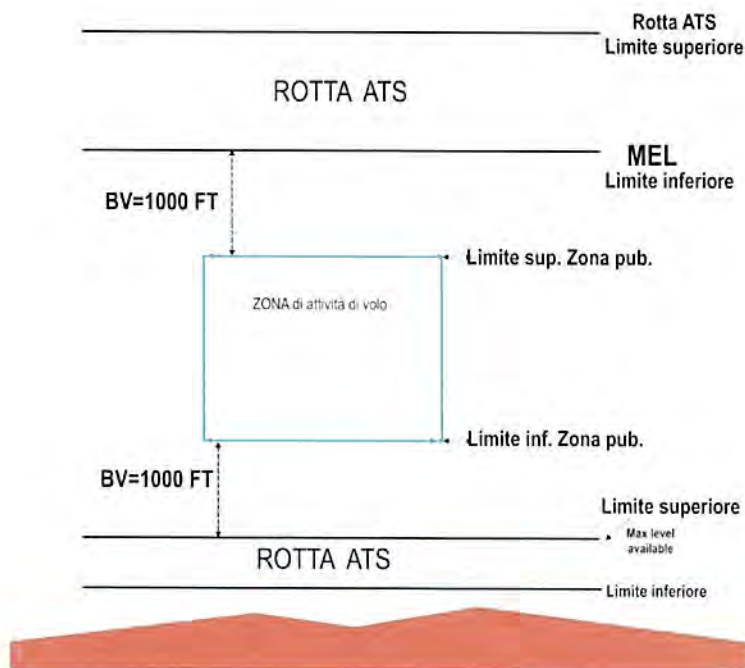 Rotta ATS
Limite superiore
ROTTA ATS
MEL
Limite inferiore
BV=1000 FT
Limite sup. Zona pub.
ZONA di attività di volo
Limite inf. Zona pub.
BV=1000 FT
Limite superiore
Max level
available
ROTTA ATS
Limite inferiore